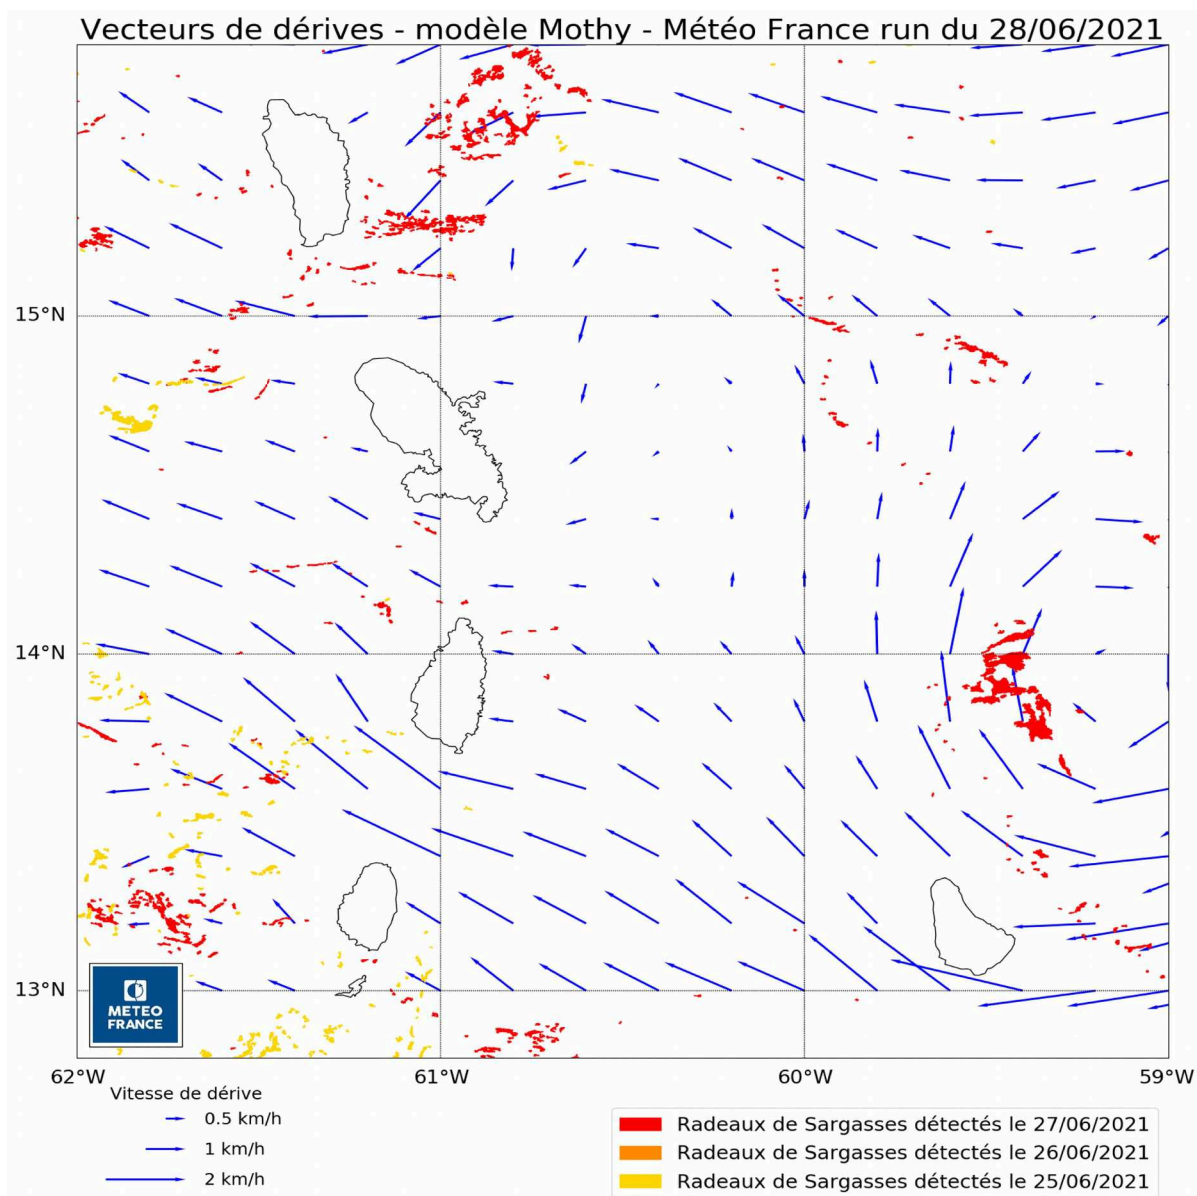 Vecteurs de dérives - modèle Mothy - Météo France run du 28/06/2021
15°N
14°N
13°N
METEO
FRANCE
62°W
61°W
60°W
59°W
Vitesse de dérive
0.5 km/h
1 km/h
2 km/h
Radeaux de Sargasses détectés le 27/06/2021
Radeaux de Sargasses détectés le 26/06/2021
Radeaux de Sargasses détectés le 25/06/2021